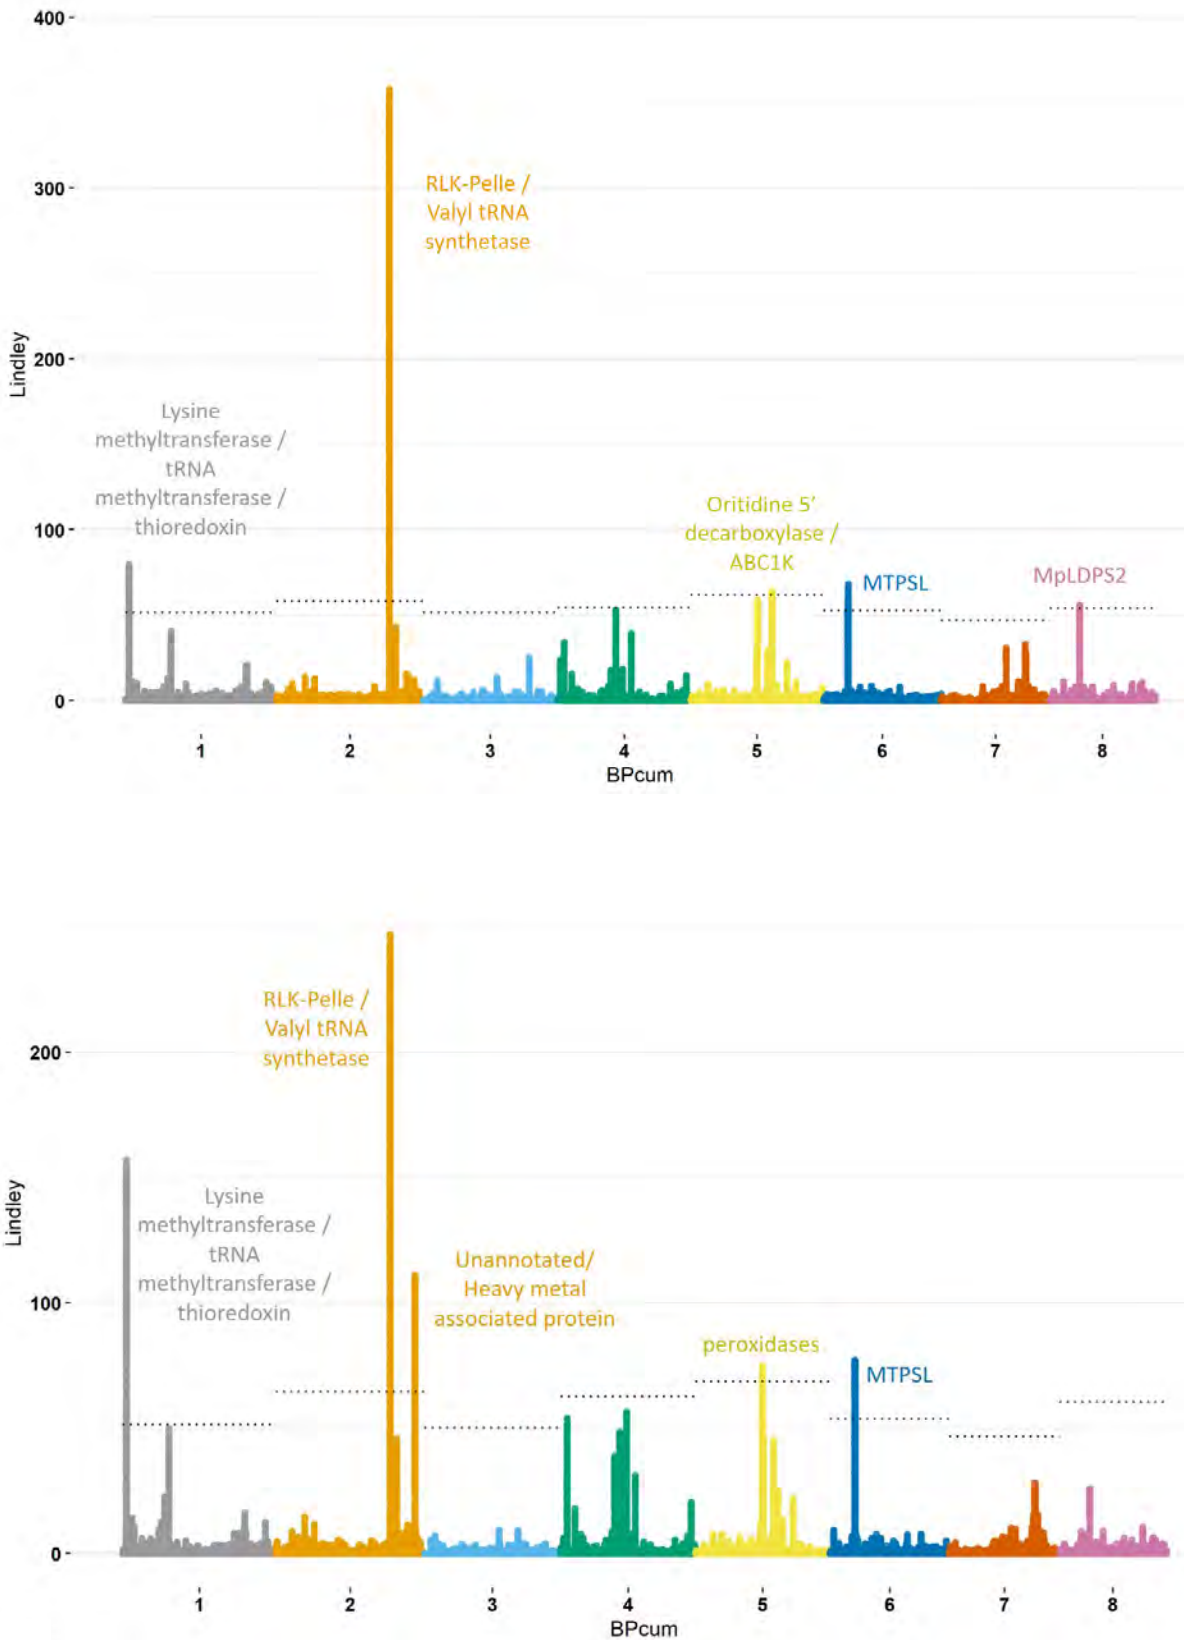 400
300
200
100
0
Lindley
RLK-Pelle /
Valyl tRNA
synthetase
Lysine
methyltransferase /
tRNA
methyltransferase /
thioredoxin
Oritidine 5'
decarboxylase /
ABC1K
MTPSL
MpLDPS2
1 2 3 4 5 6 7 8
BPcum
200
100
0
Lindley
RLK-Pelle /
Valyl tRNA
synthetase
Lysine
methyltransferase /
tRNA
methyltransferase /
thioredoxin
Unannotated/
Heavy metal
associated protein
peroxidases
MTPSL
1 2 3 4 5 6 7 8
BPcum